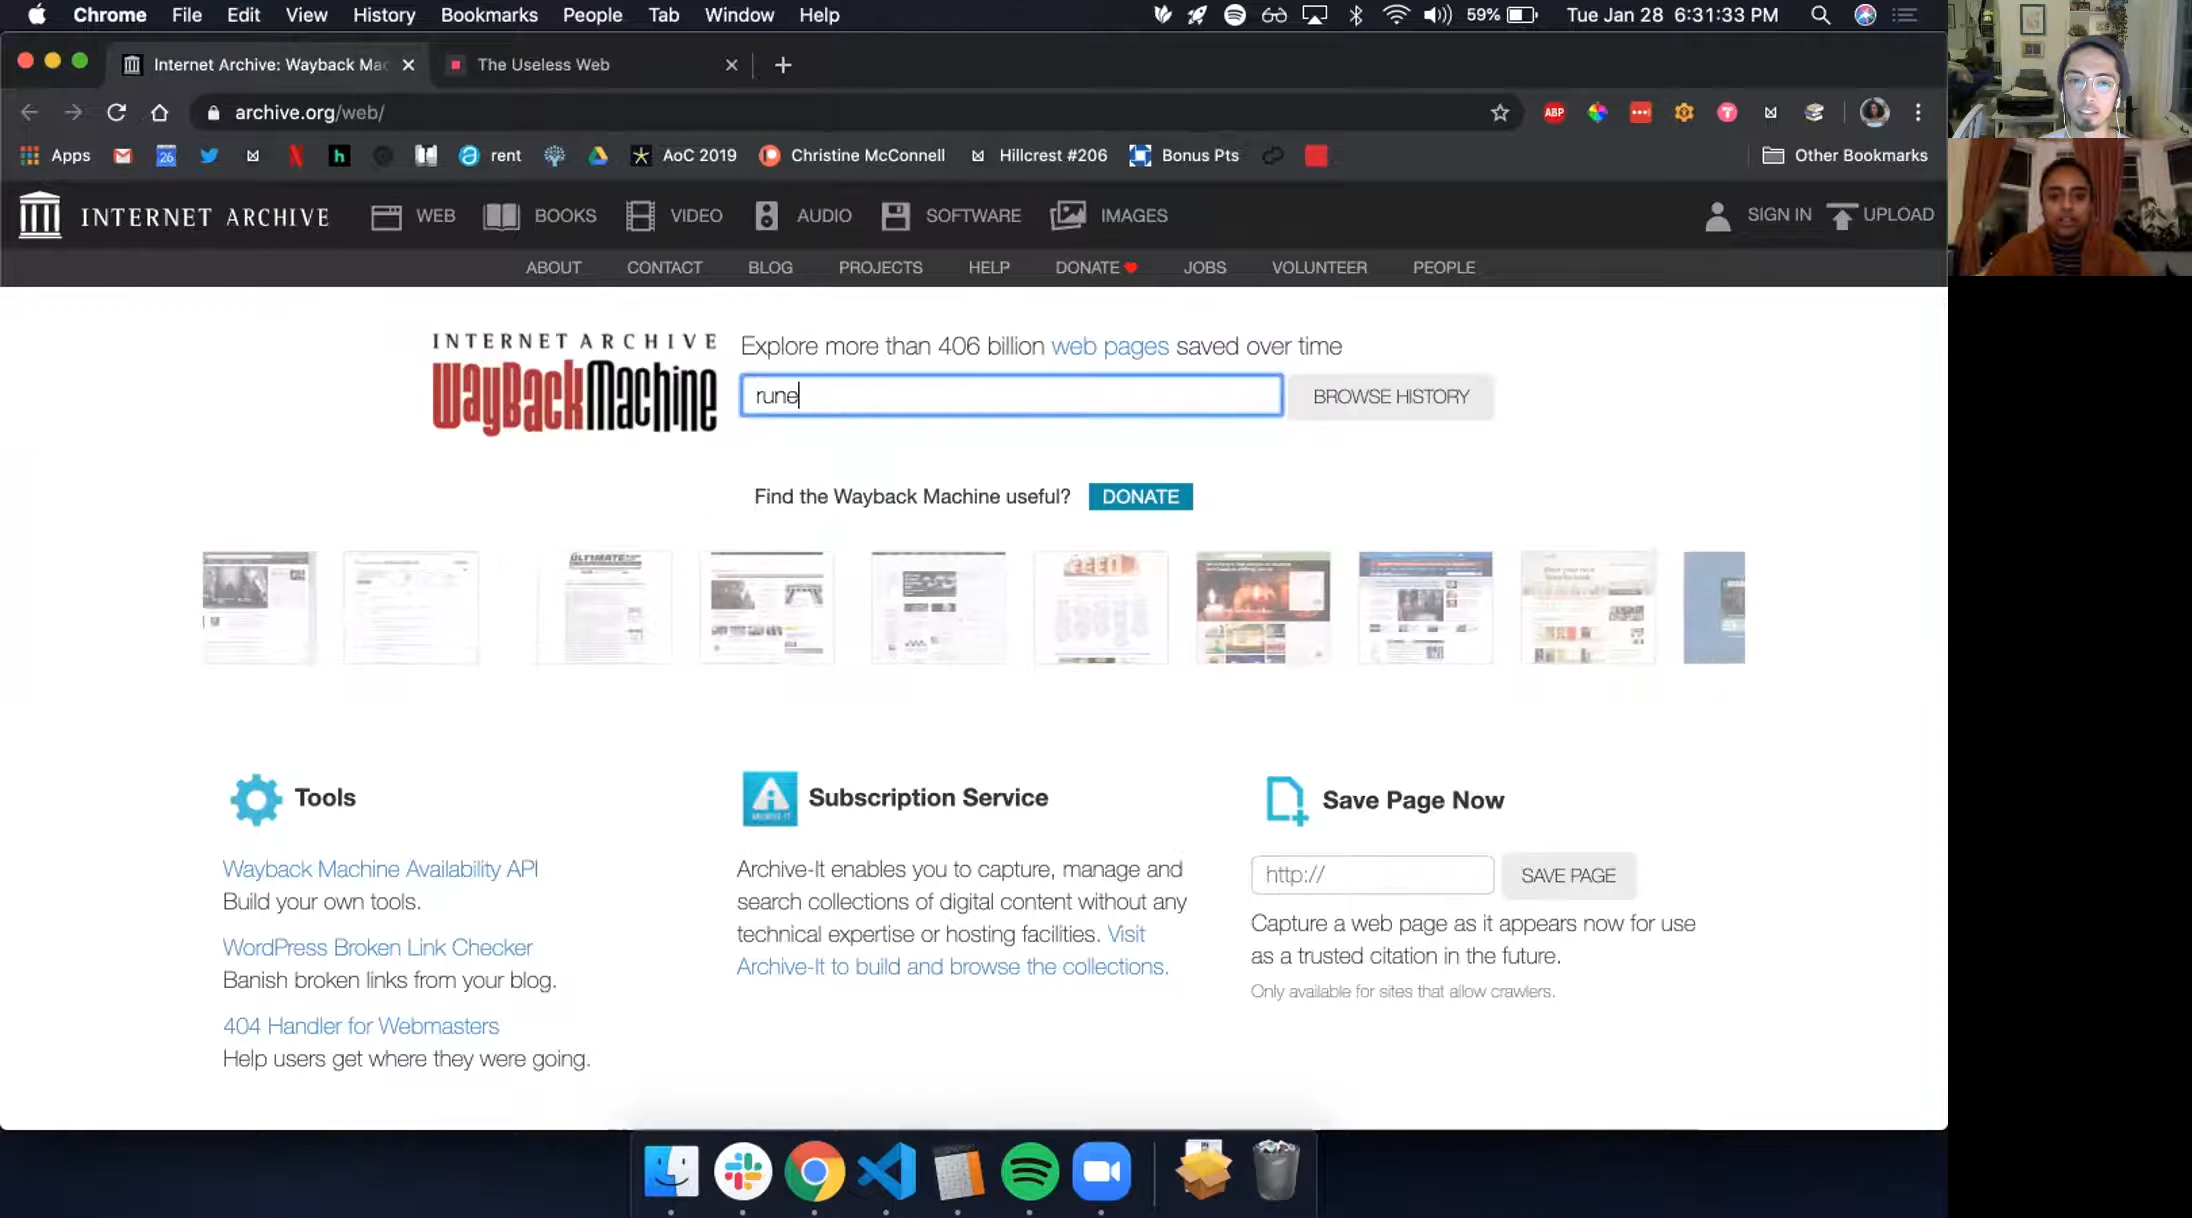 Chrome File Edit View History Bookmarks People Tab Window Help 59% Tue Jan 28 6:31:33 PM
Internet Archive: Wayback Mac The Useless Web
archive.org/web/ ABP
Apps 26 rent AoC 2019 Christine McConnell Hillcrest #206 Bonus Pts Other Bookmarks
INTERNET ARCHIVE WEB BOOKS VIDEO AUDIO SOFTWARE IMAGES SIGN IN UPLOAD
ABOUT CONTACT BLOG PROJECTS HELP DONATE JOBS VOLUNTEER PEOPLE
INTERNET ARCHIVE
WayBackMachine
Explore more than 406 billion web pages saved over time
rune BROWSE HISTORY
Find the Wayback Machine useful? DONATE
ULTIMATE
Tools
Wayback Machine Availability API
Build your own tools.
WordPress Broken Link Checker
Banish broken links from your blog.
404 Handler for Webmasters
Help users get where they were going.
ARCHIVE-IT
Subscription Service
Archive-It enables you to capture, manage and
search collections of digital content without any
technical expertise or hosting facilities. Visit
Archive-It to build and browse the collections.
Save Page Now
http:// SAVE PAGE
Capture a web page as it appears now for use
as a trusted citation in the future.
Only available for sites that allow crawlers.